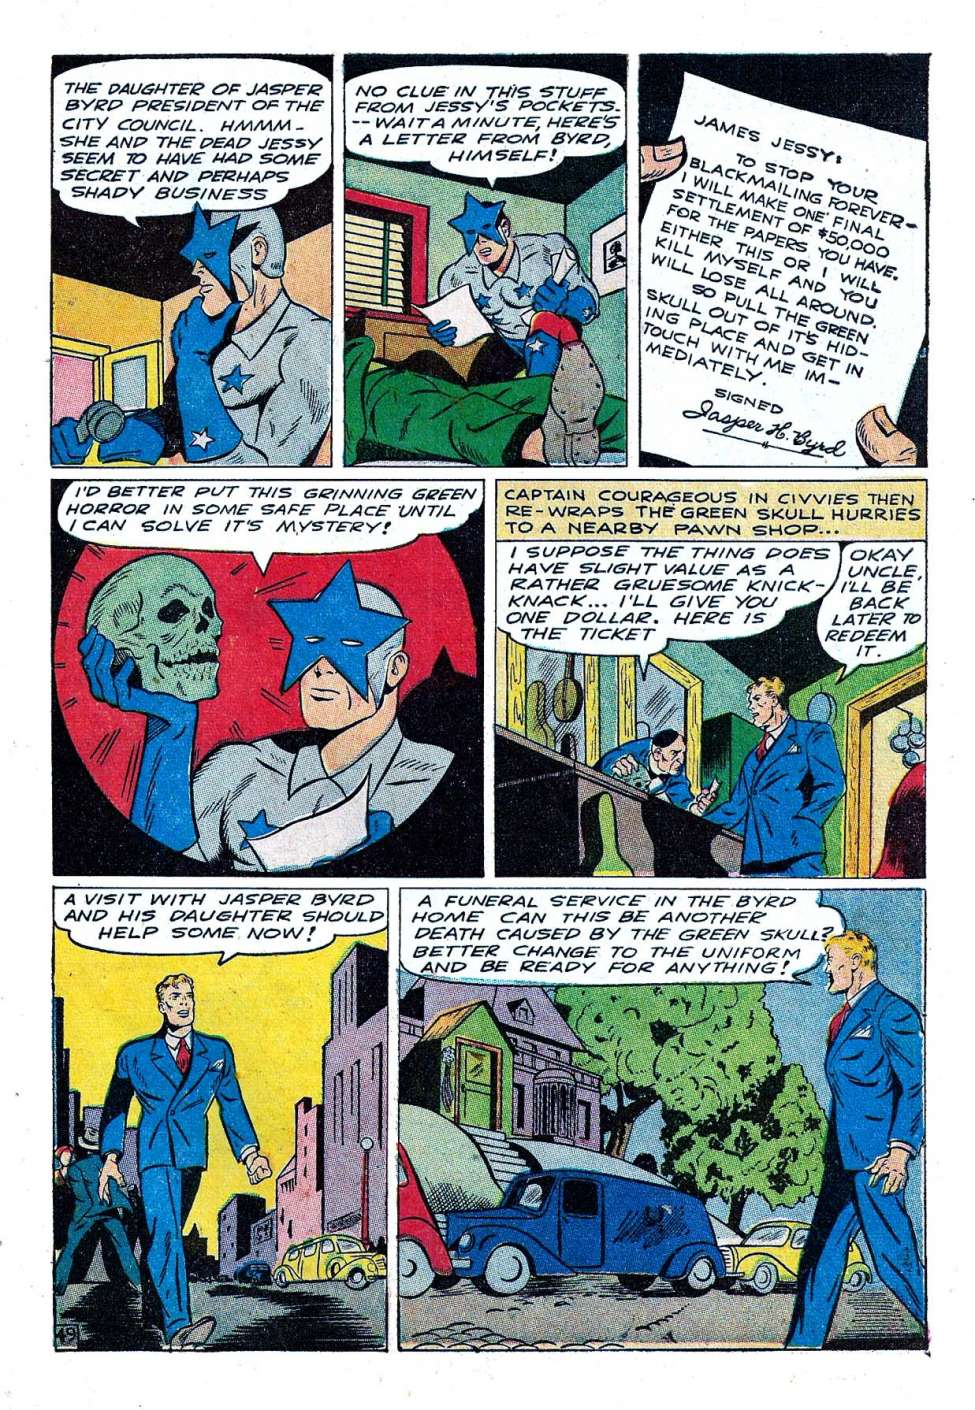 THE DAUGHTER OF JASPER
BYRD PRESIDENT OF THE
CITY COUNCIL. HMMM-
SHE AND THE DEAD JESSY
SEEM TO HAVE HAD SOME
SECRET AND PERHAPS
SHADY BUSINESS
NO CLUE IN THIS STUFF
FROM JESSY'S POCKETS-
--WAIT A MINUTE, HERE'S
A LETTER FROM BYRD,
HIMSELF!
JAMES JESSY:
TO STOP YOUR
BLACKMAILING FOREVER-
I WILL MAKE ONE FINAL
SETTLEMENT OF $50,000
FOR THE PAPERS YOU HAVE.
EITHER THIS OR I WILL
KILL MYSELF AND YOU
WILL LOSE ALL AROUND.
SO PULL THE GREEN
SKULL OUT OF IT'S HID-
ING PLACE AND GET IN
TOUCH WITH ME IM-
MEDIATELY.
SIGNED
Jasper H. Byrd
I'D BETTER PUT THIS GRINNING GREEN
HORROR IN SOME SAFE PLACE UNTIL
I CAN SOLVE IT'S MYSTERY!
CAPTAIN COURAGEOUS IN CIVVIES THEN
RE-WRAPS THE GREEN SKULL HURRIES
TO A NEARBY PAWN SHOP...
I SUPPOSE THE THING DOES
HAVE SLIGHT VALUE AS A
RATHER GRUESOME KNICK-
KNACK... I'LL GIVE YOU
ONE DOLLAR. HERE IS
THE TICKET
OKAY
UNCLE,
I'LL BE
BACK
LATER TO
REDEEM
IT.
A VISIT WITH JASPER BYRD
AND HIS DAUGHTER SHOULD
HELP SOME NOW!
49
A FUNERAL SERVICE IN THE BYRD
HOME CAN THIS BE ANOTHER
DEATH CAUSED BY THE GREEN SKULL?
BETTER CHANGE TO THE UNIFORM
AND BE READY FOR ANYTHING!